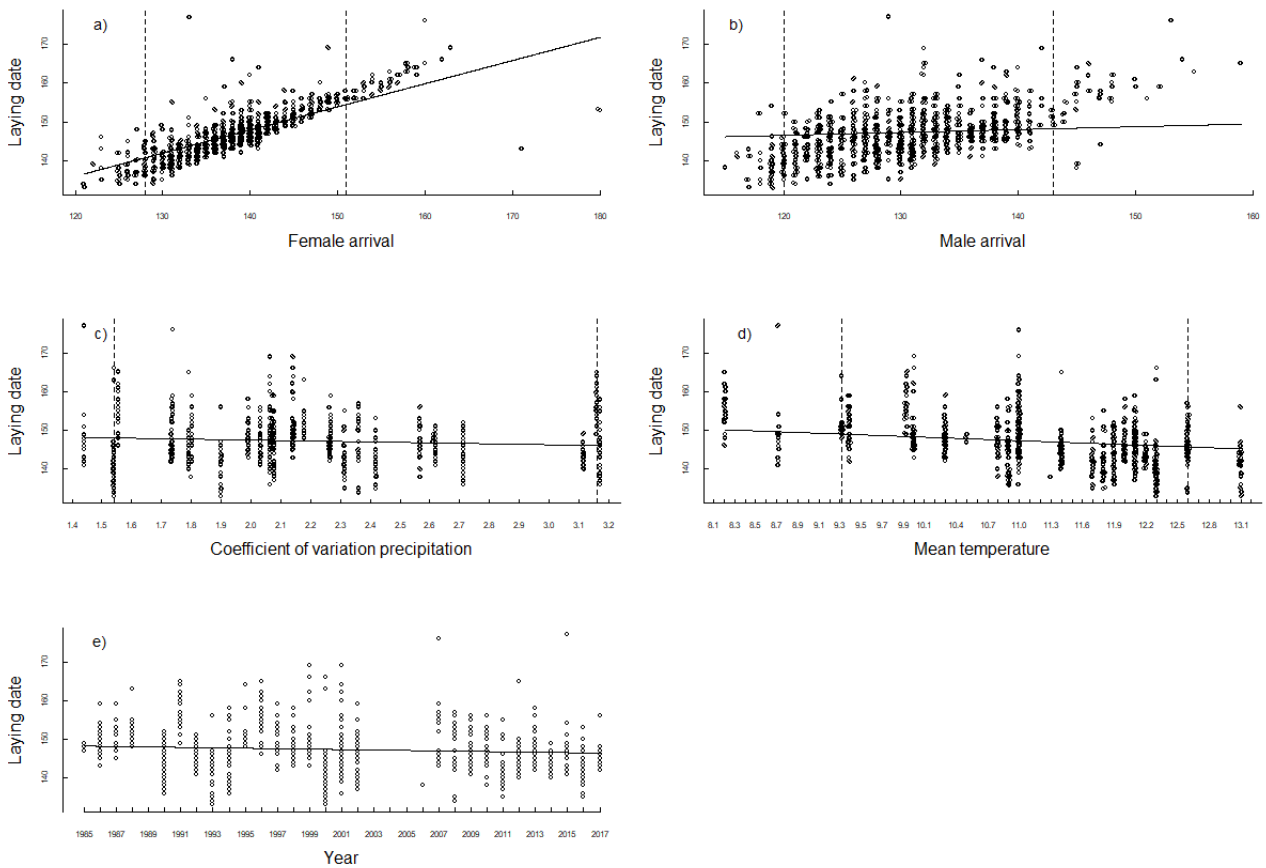 a)
Laying date
140 150 160 170
120 130 140 150 160 170 180
Female arrival
b)
Laying date
140 150 160 170
120 130 140 150 160
Male arrival
c)
Laying date
140 150 160 170
1.4 1.5 1.6 1.7 1.8 1.9 2.0 2.1 2.2 2.3 2.4 2.5 2.6 2.7 2.8 2.9 3.0 3.1 3.2
Coefficient of variation precipitation
d)
Laying date
140 150 160 170
8.1 8.3 8.5 8.7 8.9 9.1 9.3 9.5 9.7 9.9 10.1 10.4 10.7 11.0 11.3 11.6 11.9 12.2 12.5 12.8 13.1
Mean temperature
e)
Laying date
140 150 160 170
1985 1987 1989 1991 1993 1995 1997 1999 2001 2003 2005 2007 2009 2011 2013 2015 2017
Year